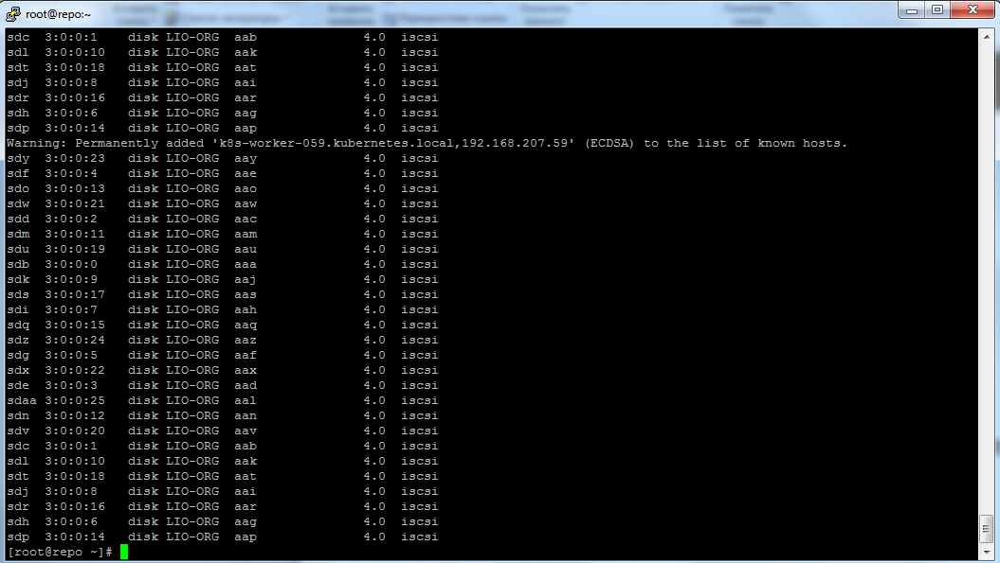 root@repo:~
sdc 3:0:0:1 disk LIO-ORG aab 4.0 iscsi
sdl 3:0:0:10 disk LIO-ORG aak 4.0 iscsi
sdt 3:0:0:18 disk LIO-ORG aat 4.0 iscsi
sdj 3:0:0:8 disk LIO-ORG aai 4.0 iscsi
sdr 3:0:0:16 disk LIO-ORG aar 4.0 iscsi
sdh 3:0:0:6 disk LIO-ORG aag 4.0 iscsi
sdp 3:0:0:14 disk LIO-ORG aap 4.0 iscsi
Warning: Permanently added 'k8s-worker-059.kubernetes.local,192.168.207.59' (ECDSA) to the list of known hosts.
sdy 3:0:0:23 disk LIO-ORG aay 4.0 iscsi
sdf 3:0:0:4 disk LIO-ORG aae 4.0 iscsi
sdo 3:0:0:13 disk LIO-ORG aao 4.0 iscsi
sdw 3:0:0:21 disk LIO-ORG aaw 4.0 iscsi
sdd 3:0:0:2 disk LIO-ORG aac 4.0 iscsi
sdm 3:0:0:11 disk LIO-ORG aam 4.0 iscsi
sdu 3:0:0:19 disk LIO-ORG aau 4.0 iscsi
sdb 3:0:0:0 disk LIO-ORG aaa 4.0 iscsi
sdk 3:0:0:9 disk LIO-ORG aaj 4.0 iscsi
sds 3:0:0:17 disk LIO-ORG aas 4.0 iscsi
sdi 3:0:0:7 disk LIO-ORG aah 4.0 iscsi
sdq 3:0:0:15 disk LIO-ORG aaq 4.0 iscsi
sdz 3:0:0:24 disk LIO-ORG aaz 4.0 iscsi
sdg 3:0:0:5 disk LIO-ORG aaf 4.0 iscsi
sdx 3:0:0:22 disk LIO-ORG aax 4.0 iscsi
sde 3:0:0:3 disk LIO-ORG aad 4.0 iscsi
sdaa 3:0:0:25 disk LIO-ORG aal 4.0 iscsi
sdn 3:0:0:12 disk LIO-ORG aan 4.0 iscsi
sdv 3:0:0:20 disk LIO-ORG aav 4.0 iscsi
sdc 3:0:0:1 disk LIO-ORG aab 4.0 iscsi
sdl 3:0:0:10 disk LIO-ORG aak 4.0 iscsi
sdt 3:0:0:18 disk LIO-ORG aat 4.0 iscsi
sdj 3:0:0:8 disk LIO-ORG aai 4.0 iscsi
sdr 3:0:0:16 disk LIO-ORG aar 4.0 iscsi
sdh 3:0:0:6 disk LIO-ORG aag 4.0 iscsi
sdp 3:0:0:14 disk LIO-ORG aap 4.0 iscsi
[root@repo ~]#